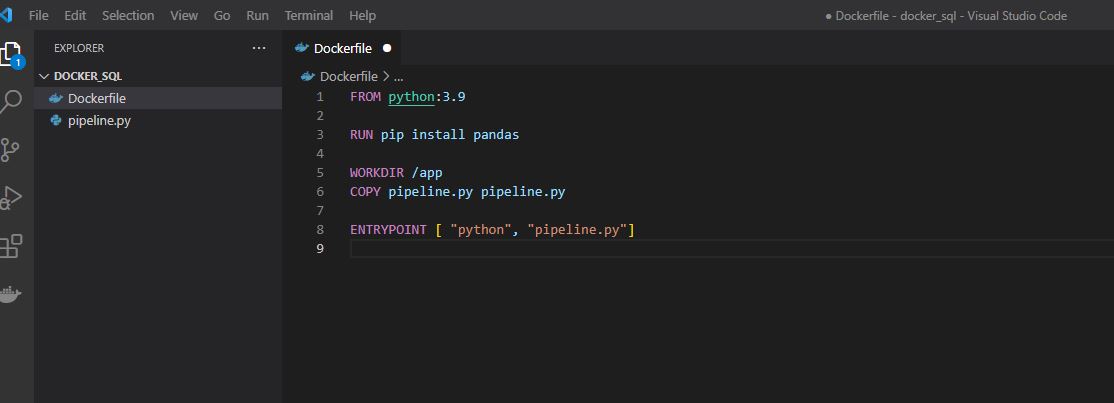 File Edit Selection View Go Run Terminal Help
● Dockerfile - docker_sql - Visual Studio Code
EXPLORER ...
Dockerfile ●
1
DOCKER_SQL
Dockerfile
pipeline.py
Dockerfile > ...
1 FROM python:3.9
2
3 RUN pip install pandas
4
5 WORKDIR /app
6 COPY pipeline.py pipeline.py
7
8 ENTRYPOINT [ "python", "pipeline.py"]
9